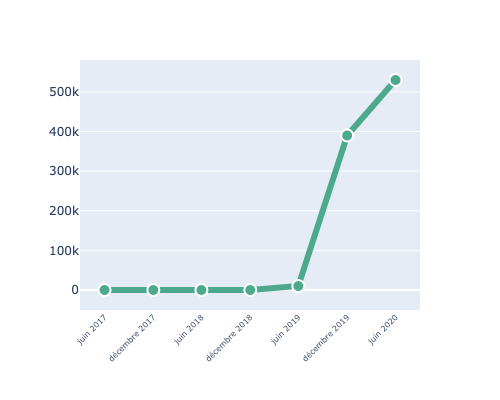 500k
400k
300k
200k
100k
0
juin 2017
décembre 2017
juin 2018
décembre 2018
juin 2019
décembre 2019
juin 2020